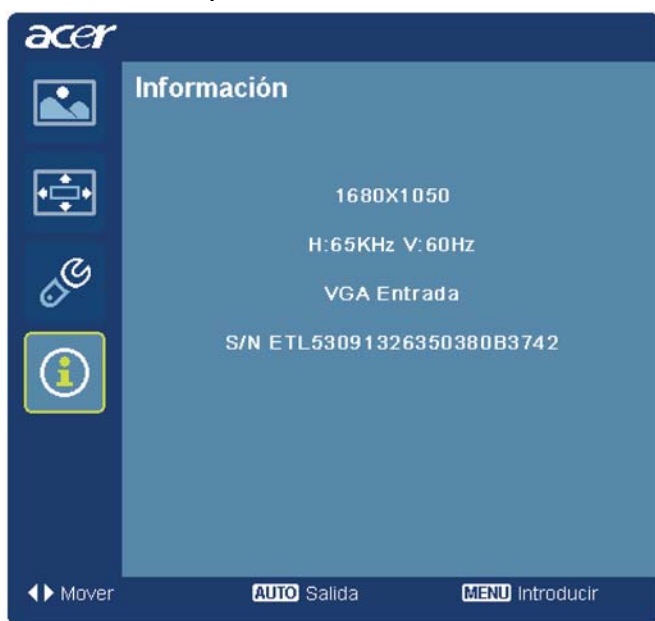 acer
Información
1680X1050
H:65KHz V:60Hz
VGA Entrada
S/N ETL53091326350380B3742
Mover AUTO Salida MENU Introducir